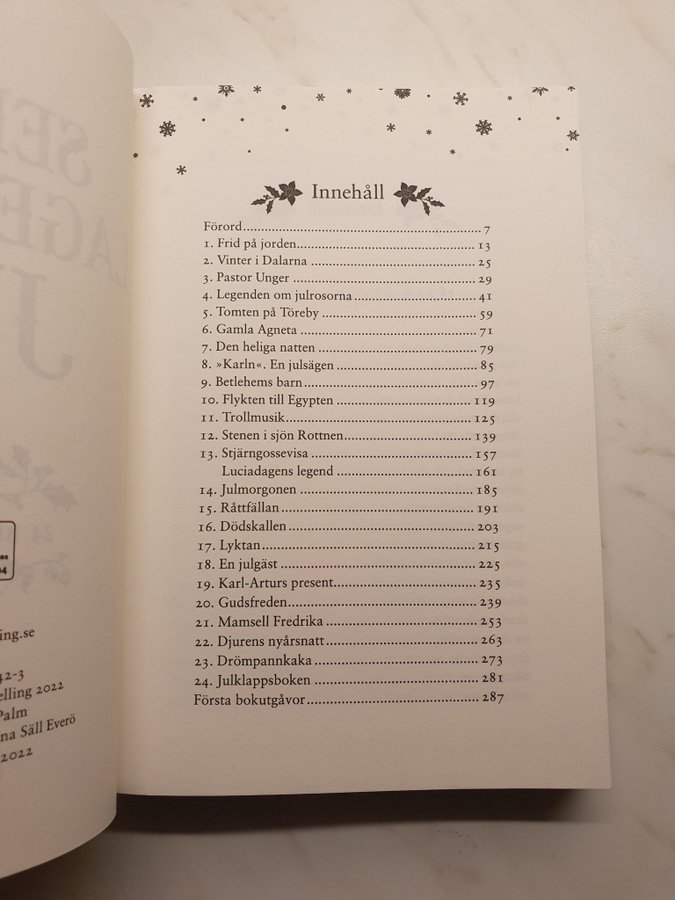 Innehåll
Förord 7
1. Frid på jorden 13
2. Vinter i Dalarna 25
3. Pastor Unger 29
4. Legenden om julrosorna 41
5. Tomten på Töreby 59
6. Gamla Agneta 71
7. Den heliga natten 79
8. »Karln«. En julsägen 85
9. Betlehems barn 97
10. Flykten till Egypten 119
11. Trollmusik 125
12. Stenen i sjön Rottnen 139
13. Stjärngossevisa 157
Luciadagens legend 161
14. Julmorgonen 185
15. Råttfällan 191
16. Dödskallen 203
17. Lyktan 215
18. En julgäst 225
19. Karl-Arturs present 235
20. Gudsfreden 239
21. Mamsell Fredrika 253
22. Djurens nyårsnatt 263
23. Drömpannkaka 273
24. Julklappsboken 281
Första bokutgåvor 287
ing.se
42-3
elling 2022
Palm
na Säll Everö
2022